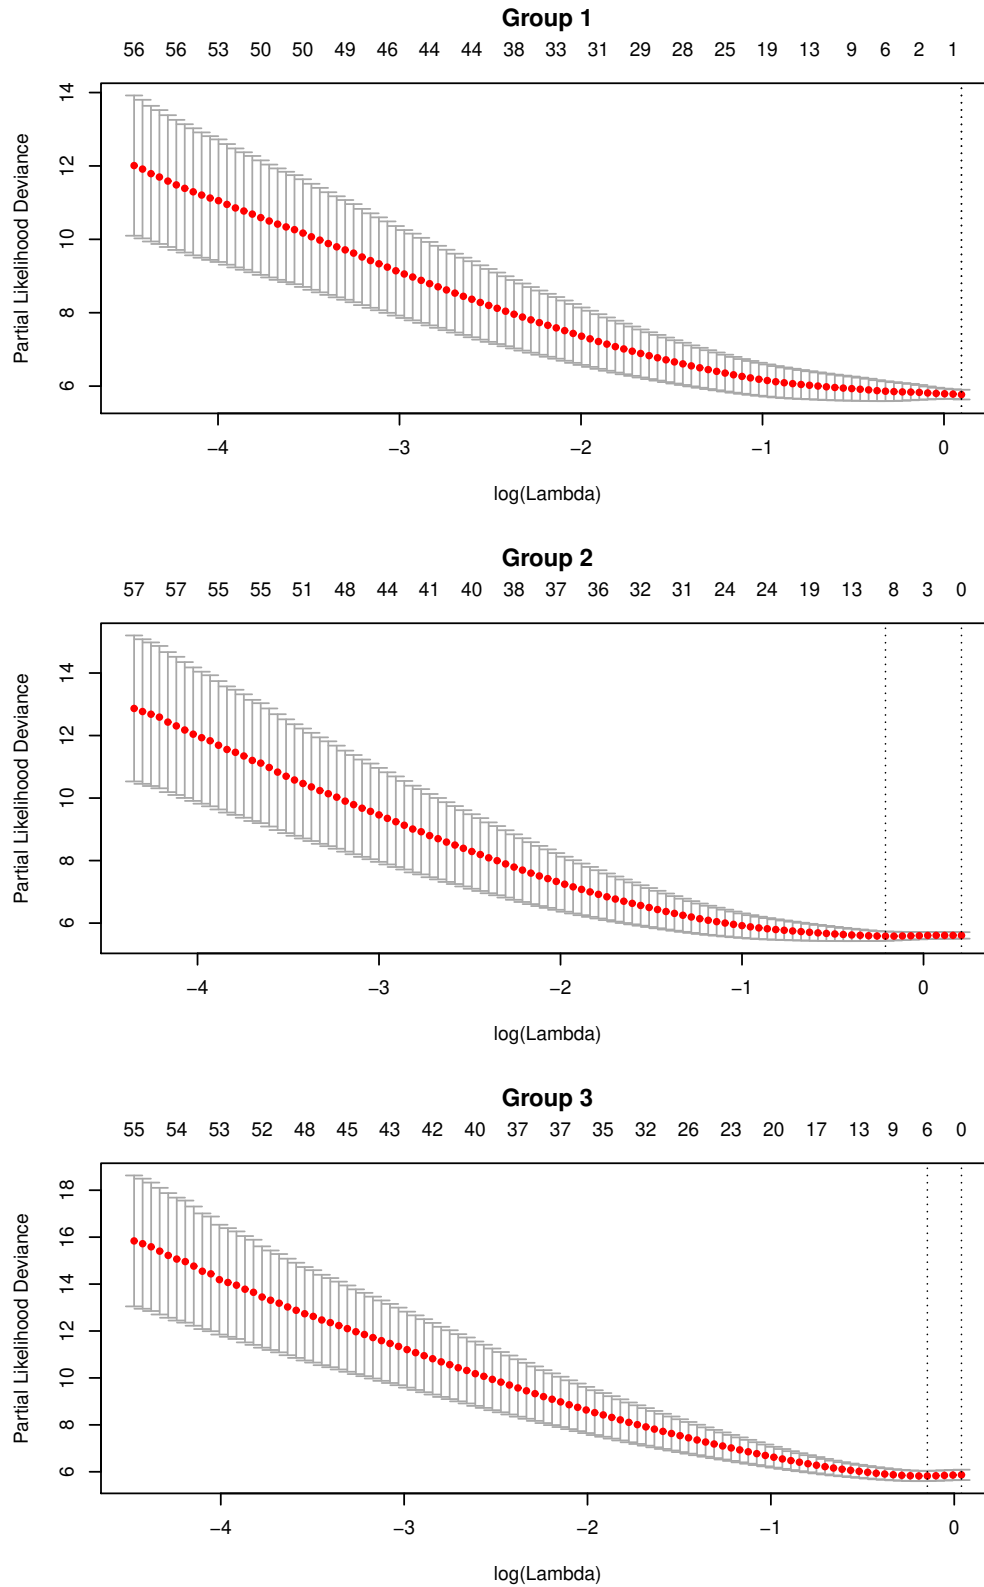 Group 1
56 56 53 50 50 49 46 44 44 38 33 31 29 28 25 19 13 9 6 2 1
14
12
10
8
6
Partial Likelihood Deviance
−4 −3 −2 −1 0
log(Lambda)
Group 2
57 57 55 55 51 48 44 41 40 38 37 36 32 31 24 24 19 13 8 3 0
14
12
10
8
6
Partial Likelihood Deviance
−4 −3 −2 −1 0
log(Lambda)
Group 3
55 54 53 52 48 45 43 42 40 37 37 35 32 26 23 20 17 13 9 6 0
18
16
14
12
10
8
6
Partial Likelihood Deviance
−4 −3 −2 −1 0
log(Lambda)